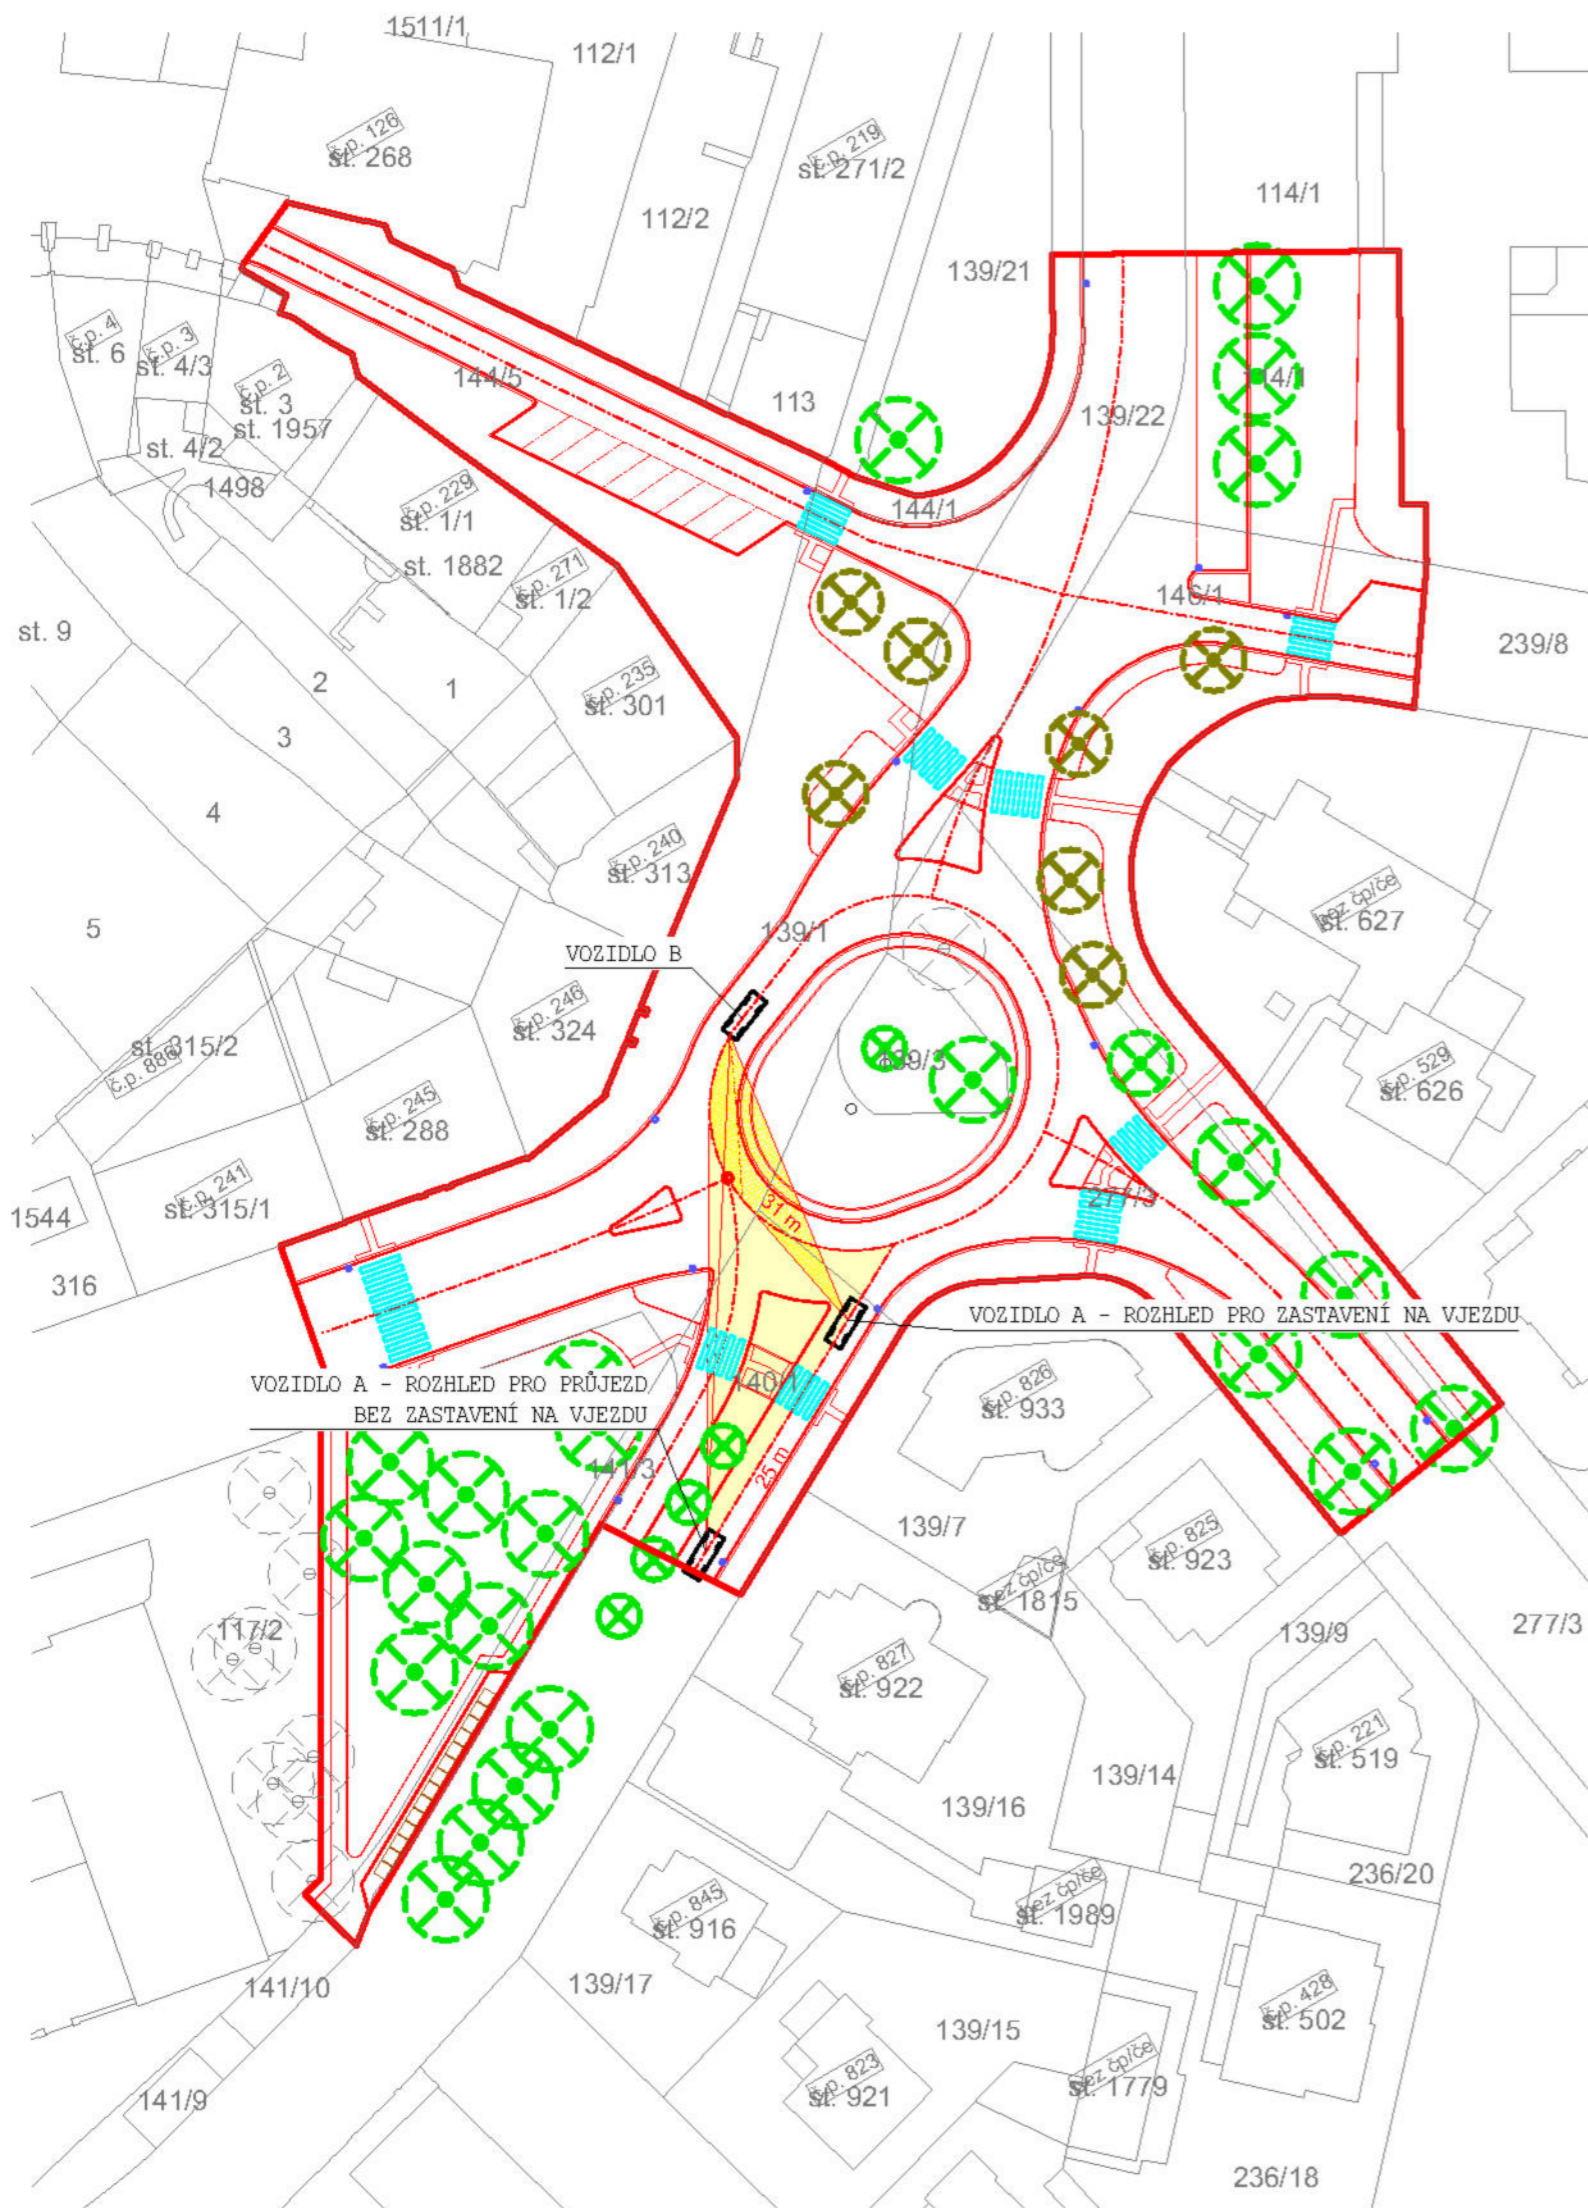 1511/1
112/1
č.p. 126
st. 268
č.p. 219
st. 271/2
114/1
112/2
139/21
č.p. 4
st. 6
č.p. 3
st. 4/3
č.p. 2
st. 3
st. 1957
144/5
113
114/1
139/22
st. 4/2
1498
č.p. 229
st. 1/1
144/1
st. 1882
č.p. 271
st. 1/2
146/1
st. 9
239/8
2
1
č.p. 235
st. 301
3
4
č.p. 240
st. 313
bez čp/če
st. 627
5
139/1
VOZIDLO B
č.p. 246
st. 324
st. 315/2
č.p. 886
139/3
č.p. 529
st. 626
č.p. 245
st. 288
č.p. 241
st. 315/1
1544
277/3
31 m
316
VOZIDLO A - ROZHLED PRO ZASTAVENÍ NA VJEZDU
VOZIDLO A - ROZHLED PRO PRŮJEZD
BEZ ZASTAVENÍ NA VJEZDU
140/1
č.p. 826
st. 933
141/3
25 m
139/7
č.p. 825
st. 923
bez čp/če
st. 1815
117/2
139/9
277/3
č.p. 827
st. 922
č.p. 221
st. 519
139/14
139/16
236/20
č.p. 845
st. 916
bez čp/če
st. 1989
141/10
139/17
č.p. 428
st. 502
139/15
č.p. 823
st. 921
bez čp/če
st. 1779
141/9
236/18